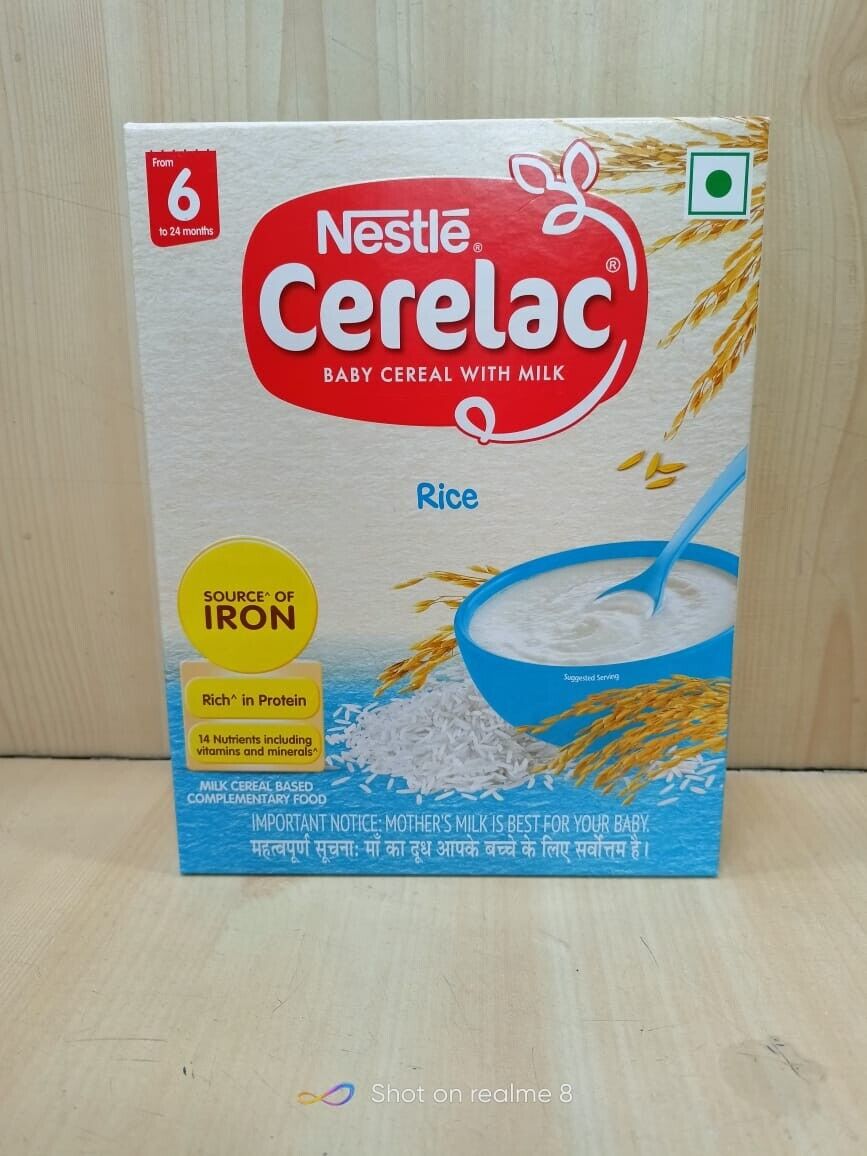 From
6
to 24 months
Nestlé®
Cerelac®
BABY CEREAL WITH MILK
Rice
SOURCE^ OF
IRON
Rich^ in Protein
14 Nutrients including
vitamins and minerals^
MILK CEREAL BASED
COMPLEMENTARY FOOD
Suggested Serving
IMPORTANT NOTICE: MOTHER'S MILK IS BEST FOR YOUR BABY.
महत्वपूर्ण सूचना: माँ का दूध आपके बच्चे के लिए सर्वोत्तम है।
Shot on realme 8